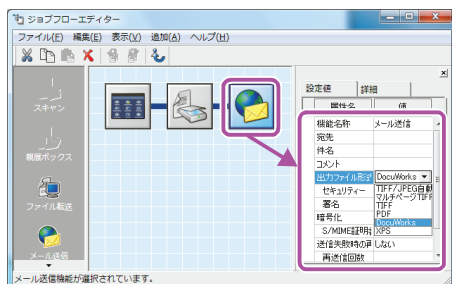 ジョブフローエディター
ファイル(F) 編集(E) 表示(V) 追加(A) ヘルプ(H)
スキャン
親展ボックス
ファイル転送
メール送信
設定値 詳細
属性名 値
機能名称 メール送信
宛先
件名
コメント
出力ファイル形式 DocuWorks
セキュリティー TIFF/JPEG自動
マルチページTIFF
署名 TIFF
暗号化 PDF
DocuWorks
S/MIME証明 XPS
送信失敗時の再 しない
再送信回数
メール送信機能が選択されています。